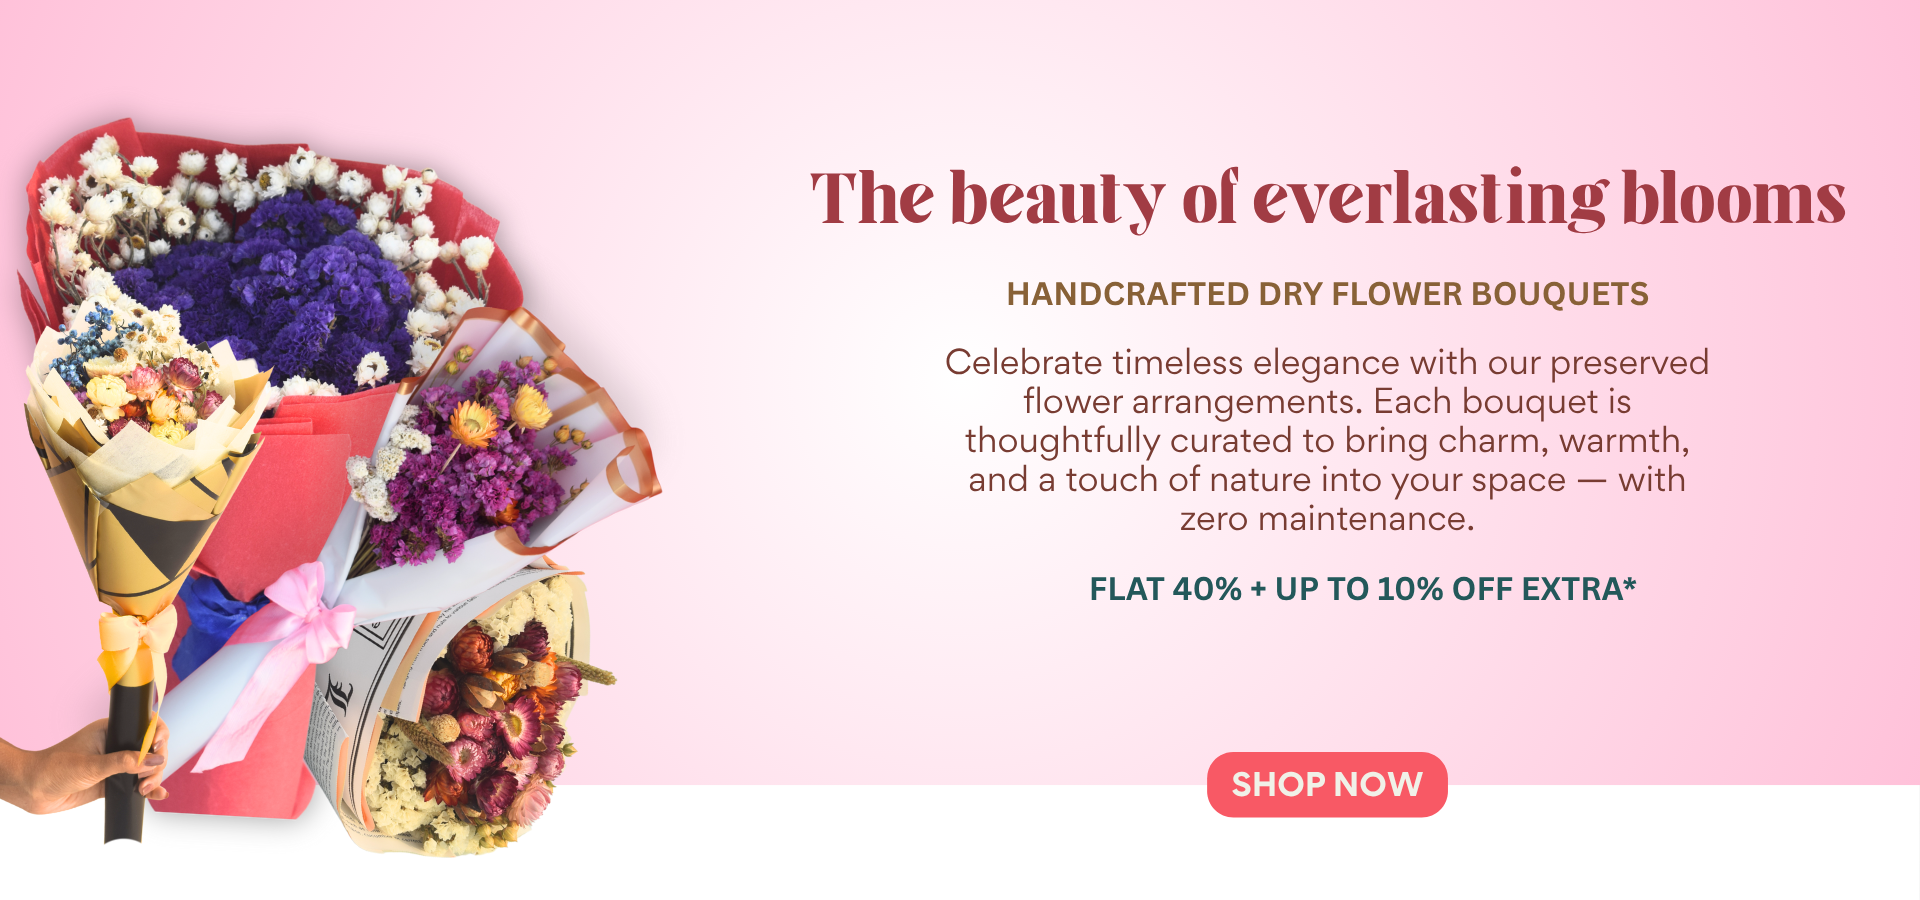 The beauty of everlasting blooms
HANDCRAFTED DRY FLOWER BOUQUETS
Celebrate timeless elegance with our preserved
flower arrangements. Each bouquet is
thoughtfully curated to bring charm, warmth,
and a touch of nature into your space — with
zero maintenance.
FLAT 40% + UP TO 10% OFF EXTRA*
SHOP NOW